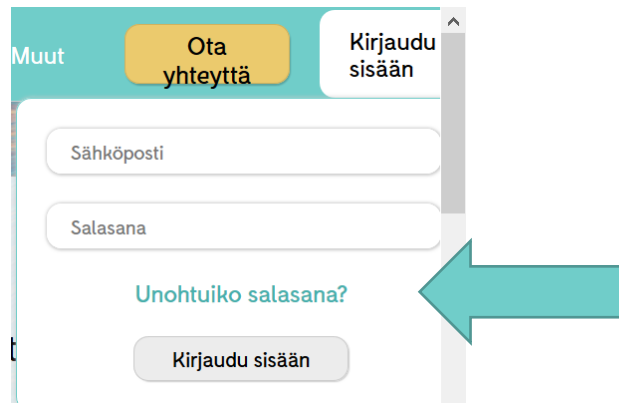 Muut
Ota
yhteyttä
Kirjaudu
sisään
Sähköposti
Salasana
Unohtuiko salasana?
Kirjaudu sisään